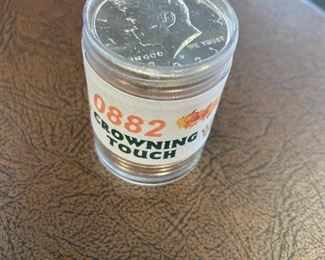 IN GOD WE TRUST
0882
CROWNING
TOUCH